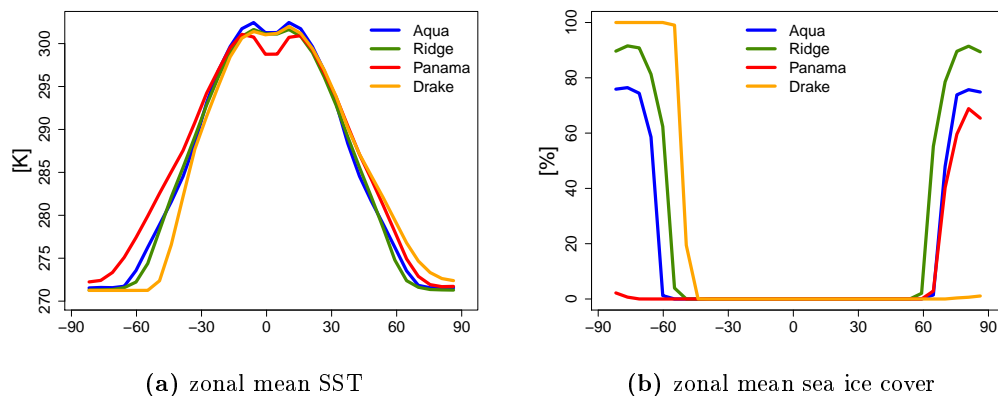 [K]
300
295
290
285
280
275
270
−90
−60
−30
0
30
60
90
Aqua
Ridge
Panama
Drake
(a) zonal mean SST
[%]
100
80
60
40
20
0
−90
−60
−30
0
30
60
90
Aqua
Ridge
Panama
Drake
(b) zonal mean sea ice cover